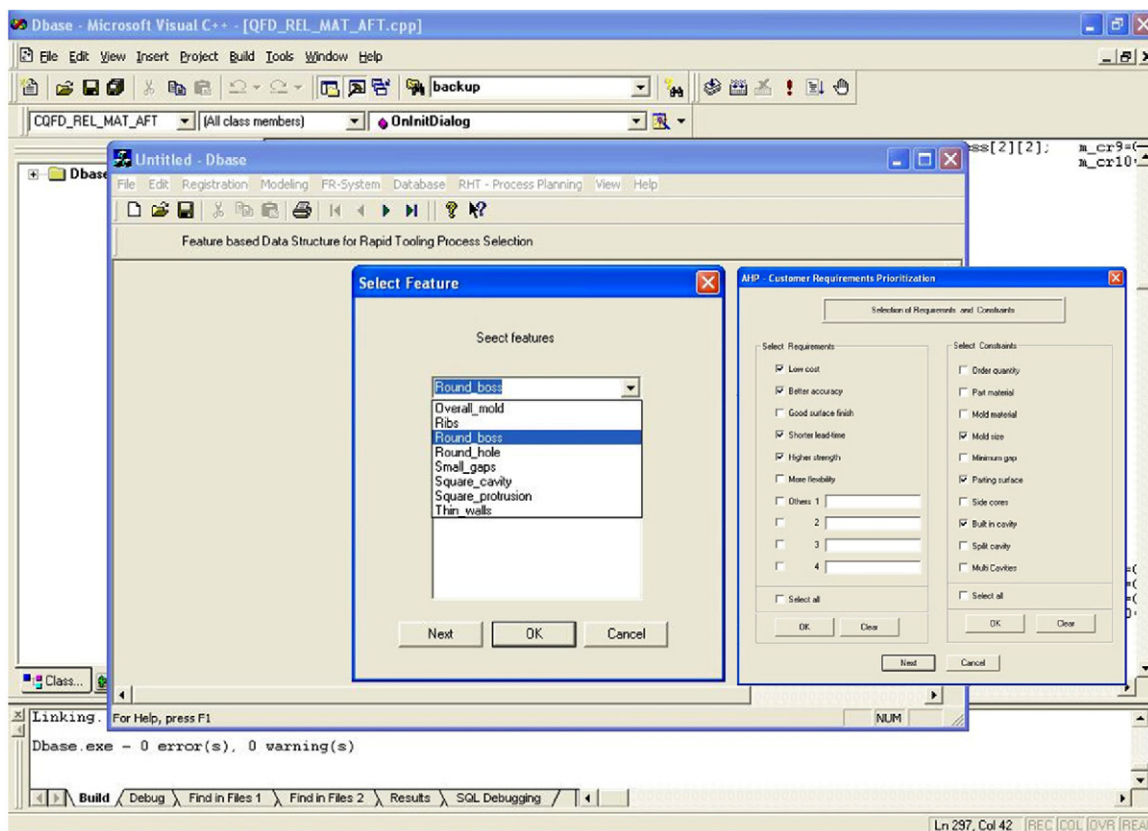 Dbase - Microsoft Visual C++ - [QFD_REL_MAT_AFT.cpp]
File Edit View Insert Project Build Tools Window Help
backup
CQFD_REL_MAT_AFT
(All class members)
OnInitDialog
ss[2][2]; m_cr9=(
m_cr10
Dbase
Untitled - Dbase
File Edit Registration Modeling FR-System Database RHT - Process Planning View Help
Feature based Data Structure for Rapid Tooling Process Selection
Select Feature
Seect features
Round_boss
Overall_mold
Ribs
Round_boss
Round_hole
Small_gaps
Square_cavity
Square_protrusion
Thin_walls
Next
OK
Cancel
AHP - Customer Requirements Prioritization
Selection of Requirements and Constraints
Select Requirements
Low cost
Better accuracy
Good surface finish
Shorter lead-time
Higher strength
More flexibility
Others 1
2
3
4
Select all
OK
Clear
Select Constraints
Order quantity
Part material
Mold material
Mold size
Minimum gap
Parting surface
Side cores
Built in cavity
Split cavity
Multi Cavities
Select all
OK
Clear
Next
Cancel
Class...
For Help, press F1
NUM
Linking.
Dbase.exe - 0 error(s), 0 warning(s)
Build Debug Find in Files 1 Find in Files 2 Results SQL Debugging
Ln 297, Col 42
REC COL OVR REA